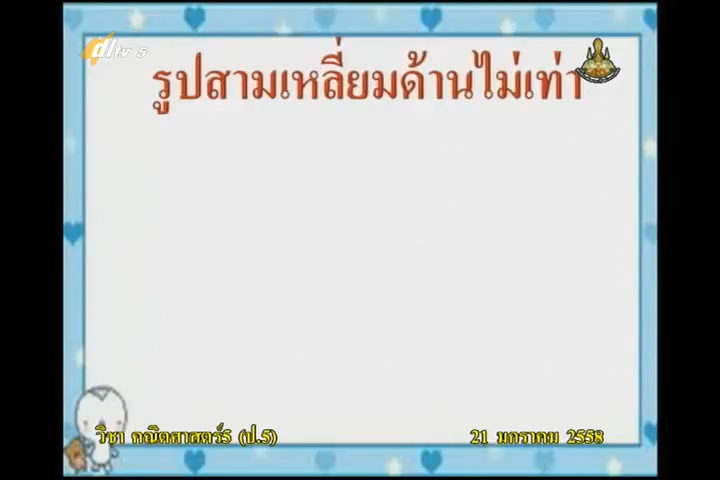 dltv 5
รูปสามเหลี่ยมด้านไม่เท่า
วิชา คณิตศาสตร์5 (ป.5)
21 มกราคม 2558